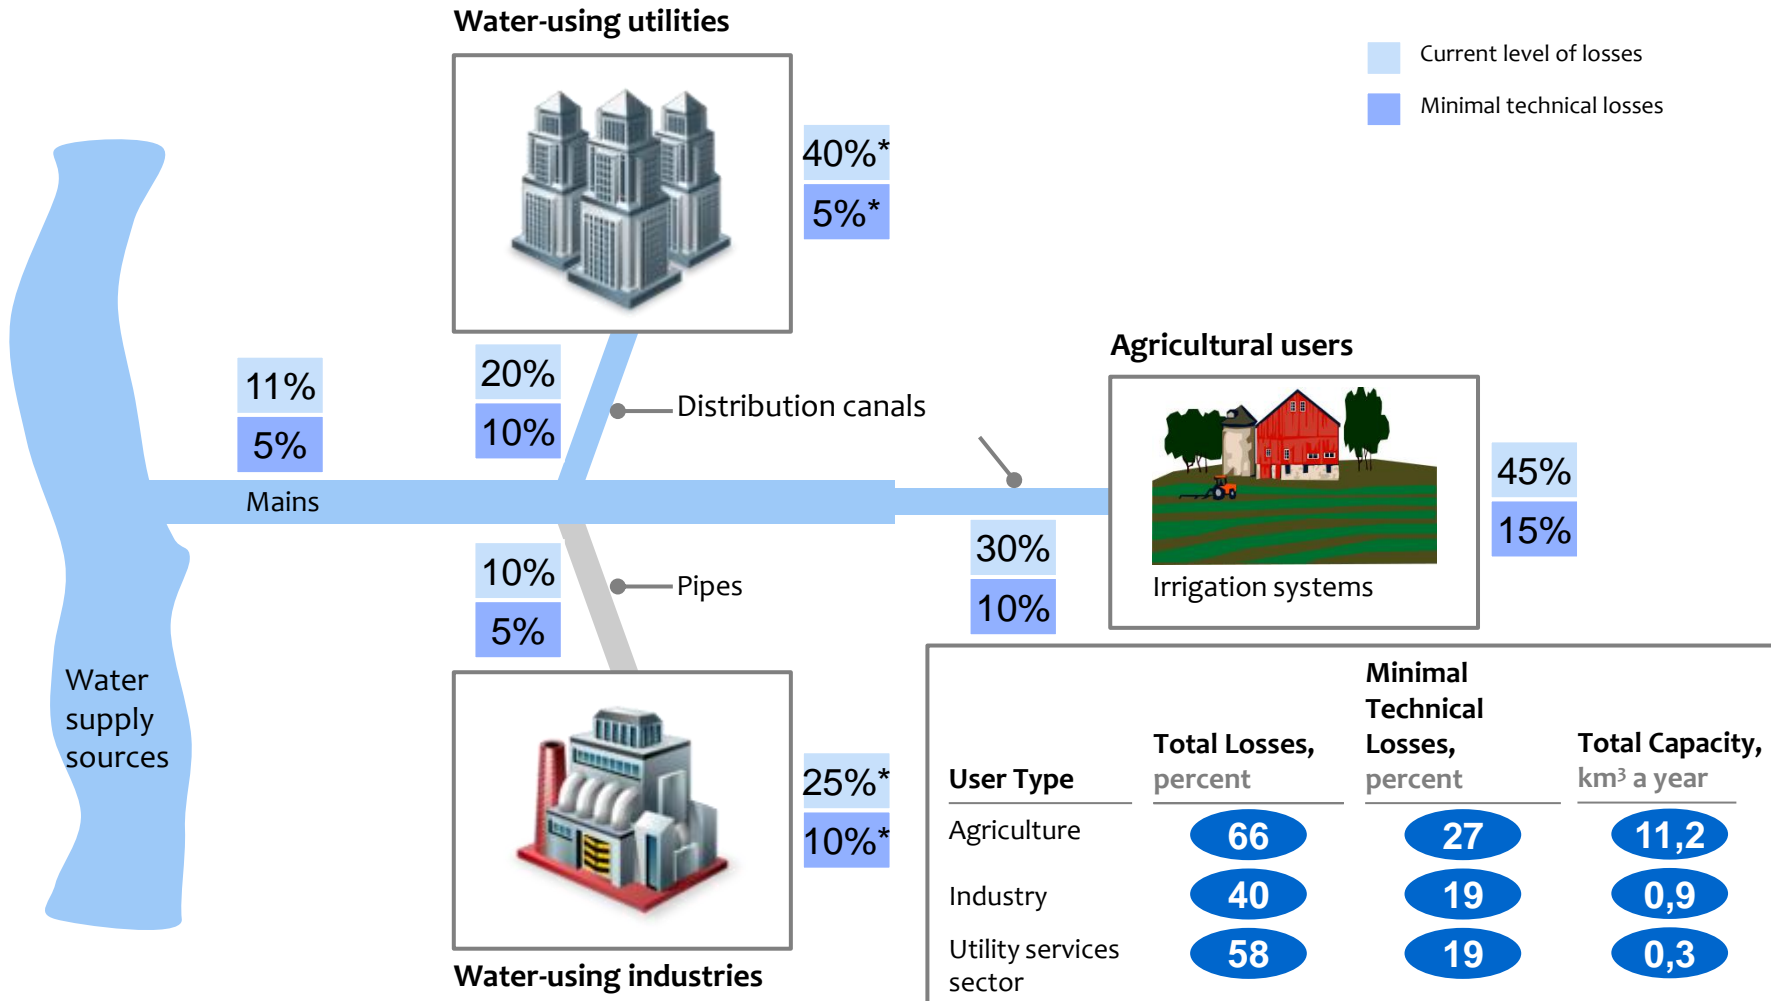 Water-using utilities
Current level of losses
Minimal technical losses
40%*
5%*
Agricultural users
11%
5%
Mains
20%
10%
Distribution canals
45%
15%
10%
5%
Pipes
30%
10%
Irrigation systems
Water
supply
sources
25%*
10%*
Water-using industries
User Type
Total Losses,
percent
Minimal
Technical
Losses,
percent
Total Capacity,
km³ a year
Agriculture
66
27
11,2
Industry
40
19
0,9
Utility services
sector
58
19
0,3